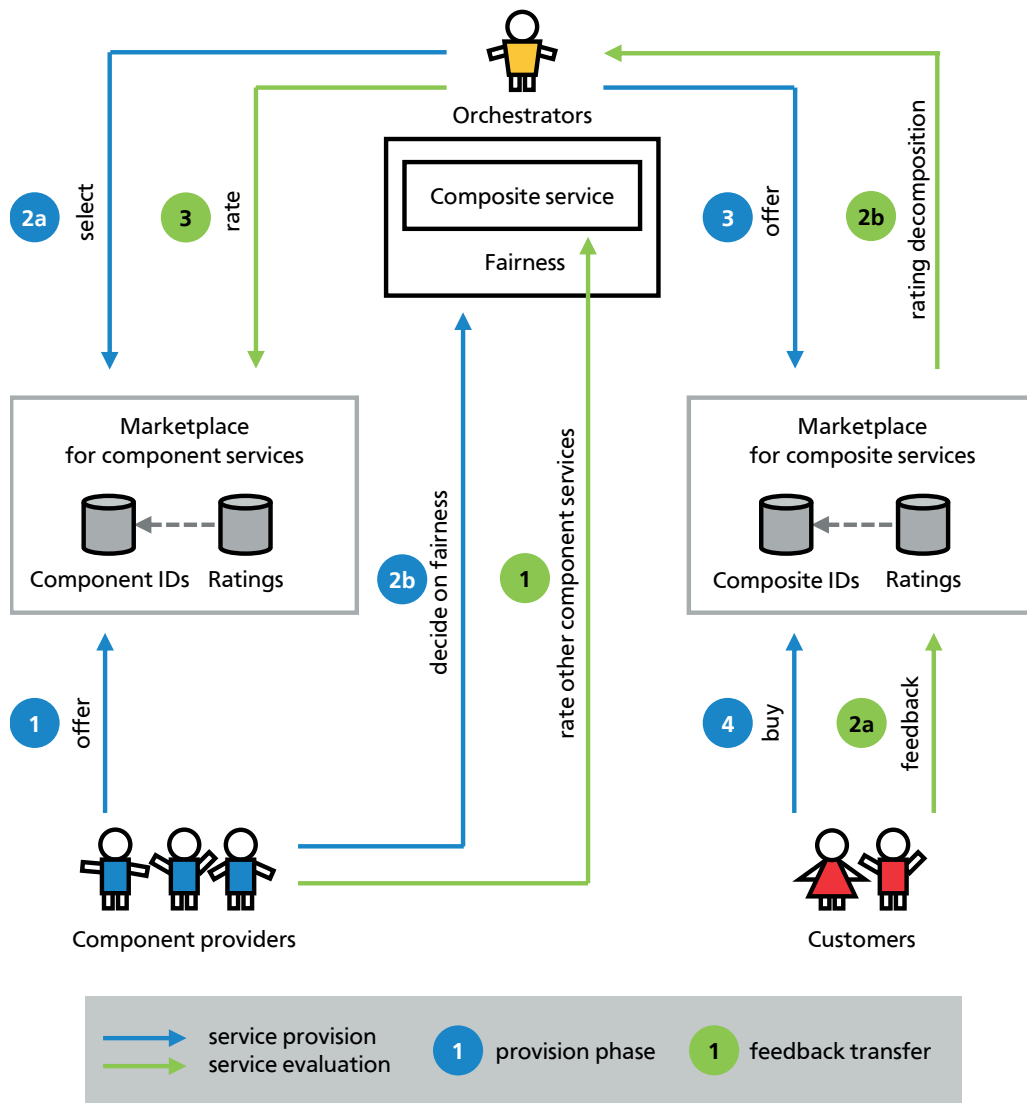 Orchestrators
Composite service
Fairness
2a
select
3
rate
3
offer
2b
rating decomposition
Marketplace
for component services
Component IDs
Ratings
2b
decide on fairness
1
rate other component services
Marketplace
for composite services
Composite IDs
Ratings
1
offer
4
buy
2a
feedback
Component providers
Customers
service provision
service evaluation
1
provision phase
1
feedback transfer